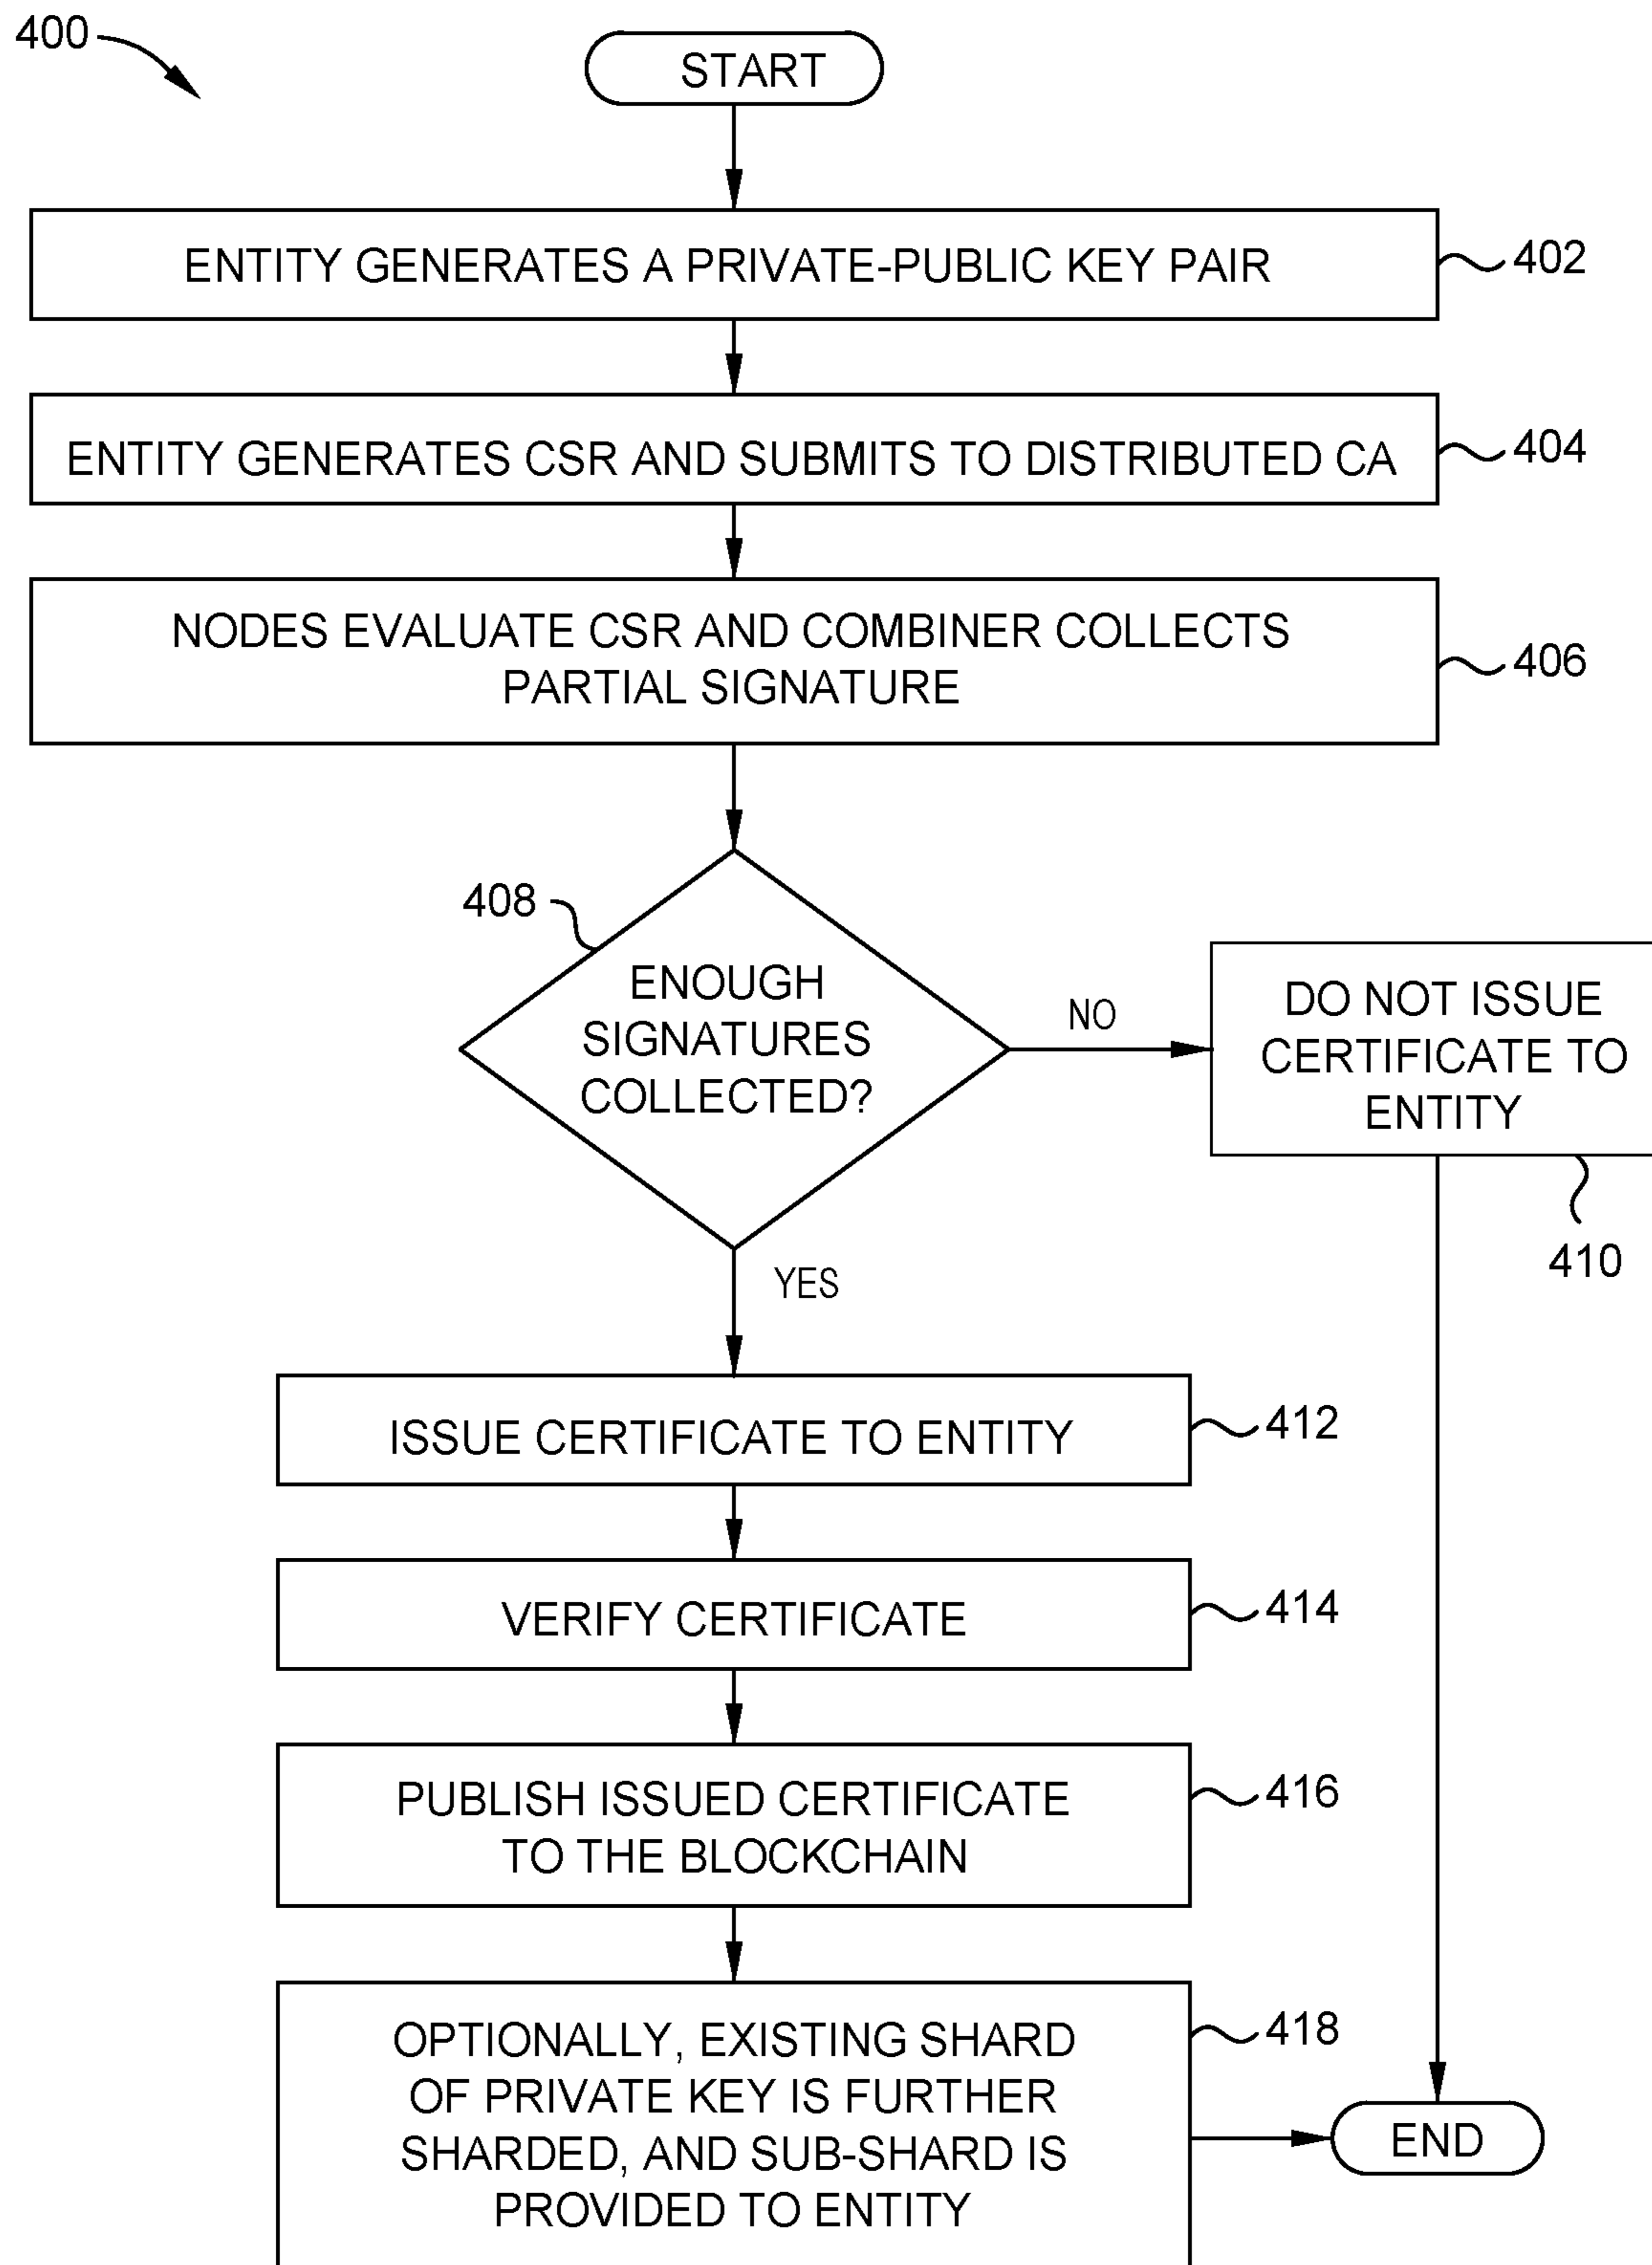 400
START
ENTITY GENERATES A PRIVATE-PUBLIC KEY PAIR
402
ENTITY GENERATES CSR AND SUBMITS TO DISTRIBUTED CA
404
NODES EVALUATE CSR AND COMBINER COLLECTS
PARTIAL SIGNATURE
406
408
ENOUGH
SIGNATURES
COLLECTED?
NO
DO NOT ISSUE
CERTIFICATE TO
ENTITY
410
YES
ISSUE CERTIFICATE TO ENTITY
412
VERIFY CERTIFICATE
414
PUBLISH ISSUED CERTIFICATE
TO THE BLOCKCHAIN
416
OPTIONALLY, EXISTING SHARD
OF PRIVATE KEY IS FURTHER
SHARDED, AND SUB-SHARD IS
PROVIDED TO ENTITY
418
END